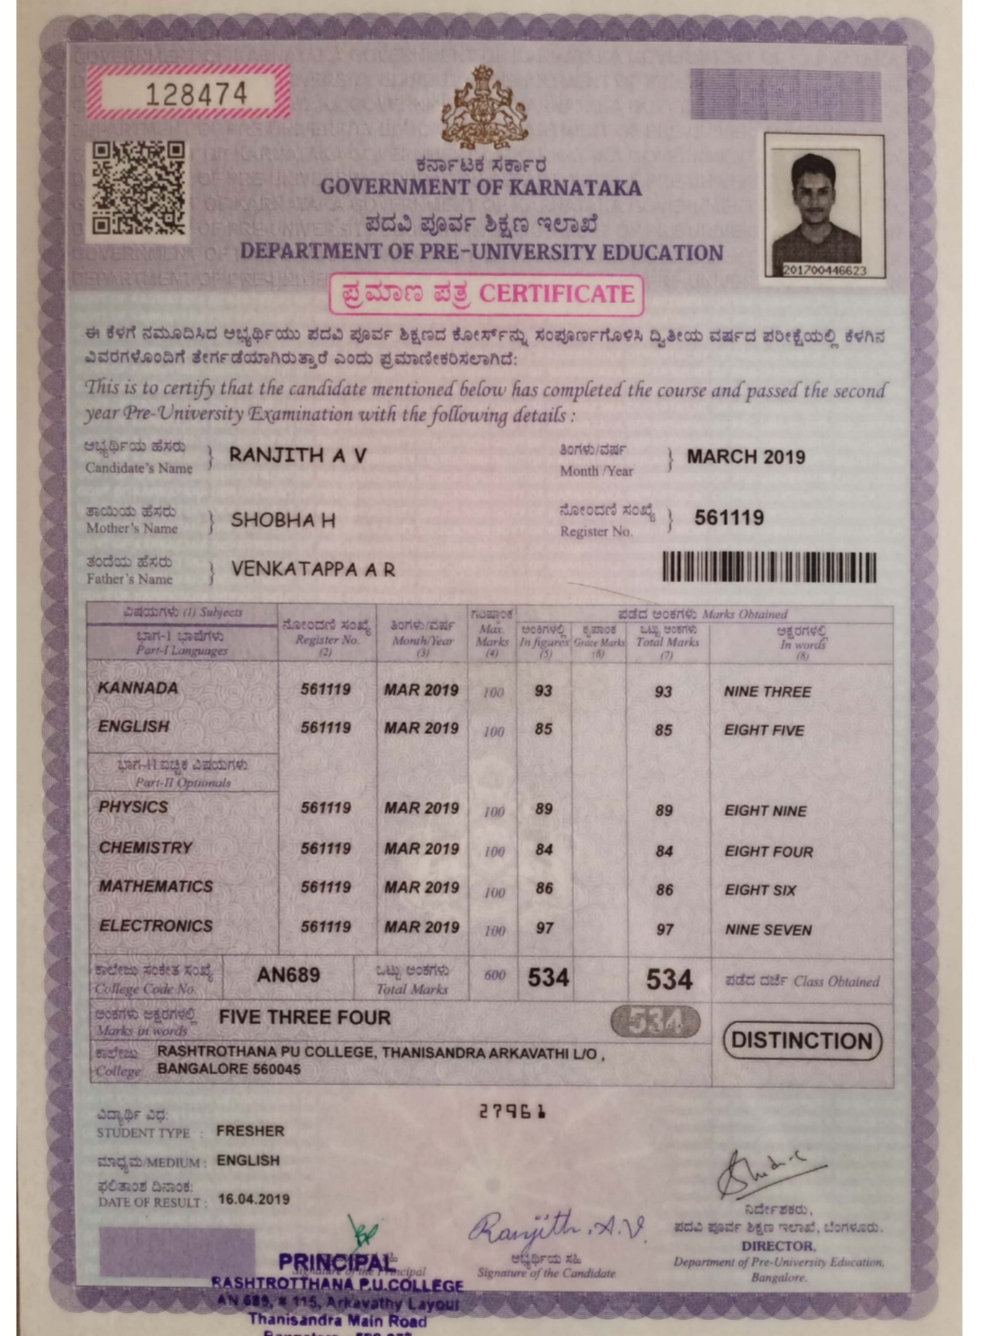 128474
ಕರ್ನಾಟಕ ಸರ್ಕಾರ
GOVERNMENT OF KARNATAKA
ಪದವಿ ಪೂರ್ವ ಶಿಕ್ಷಣ ಇಲಾಖೆ
DEPARTMENT OF PRE-UNIVERSITY EDUCATION
201700446623
ಪ್ರಮಾಣ ಪತ್ರ CERTIFICATE
ಈ ಕೆಳಗೆ ನಮೂದಿಸಿದ ಅಭ್ಯರ್ಥಿಯು ಪದವಿ ಪೂರ್ವ ಶಿಕ್ಷಣದ ಕೋರ್ಸ್‌ನ್ನು ಸಂಪೂರ್ಣಗೊಳಿಸಿ ದ್ವಿತೀಯ ವರ್ಷದ ಪರೀಕ್ಷೆಯಲ್ಲಿ ಕೆಳಗಿನ
ವಿವರಗಳೊಂದಿಗೆ ತೇರ್ಗಡೆಯಾಗಿರುತ್ತಾರೆ ಎಂದು ಪ್ರಮಾಣೀಕರಿಸಲಾಗಿದೆ:
This is to certify that the candidate mentioned below has completed the course and passed the second
year Pre-University Examination with the following details :
ಅಭ್ಯರ್ಥಿಯ ಹೆಸರು
Candidate's Name } RANJITH A V
ತಿಂಗಳು/ವರ್ಷ
Month /Year } MARCH 2019
ತಾಯಿಯ ಹೆಸರು
Mother's Name } SHOBHA H
ನೋಂದಣಿ ಸಂಖ್ಯೆ
Register No. } 561119
ತಂದೆಯ ಹೆಸರು
Father's Name } VENKATAPPA A R
ವಿಷಯಗಳು (1) Subjects
ಭಾಗ-I ಭಾಷೆಗಳು
Part-I Languages
ನೋಂದಣಿ ಸಂಖ್ಯೆ
Register No.
(2)
ತಿಂಗಳು/ವರ್ಷ
Month/Year
(3)
ಗರಿಷ್ಠಾಂಕ
Max.
Marks
(4)
ಪಡೆದ ಅಂಕಗಳು Marks Obtained
ಅಂಕಿಗಳಲ್ಲಿ
In figures
(5)
ಕೃಪಾಂಕ
Grace Marks
(6)
ಒಟ್ಟು ಅಂಕಗಳು
Total Marks
(7)
ಅಕ್ಷರಗಳಲ್ಲಿ
In words
(8)
KANNADA 561119 MAR 2019 100 93 93 NINE THREE
ENGLISH 561119 MAR 2019 100 85 85 EIGHT FIVE
ಭಾಗ-II ಐಚ್ಛಿಕ ವಿಷಯಗಳು
Part-II Optionals
PHYSICS 561119 MAR 2019 100 89 89 EIGHT NINE
CHEMISTRY 561119 MAR 2019 100 84 84 EIGHT FOUR
MATHEMATICS 561119 MAR 2019 100 86 86 EIGHT SIX
ELECTRONICS 561119 MAR 2019 100 97 97 NINE SEVEN
ಕಾಲೇಜು ಸಂಕೇತ ಸಂಖ್ಯೆ
College Code No. AN689
ಒಟ್ಟು ಅಂಕಗಳು
Total Marks 600 534 534
ಪಡೆದ ದರ್ಜೆ Class Obtained
ಅಂಕಗಳು ಅಕ್ಷರಗಳಲ್ಲಿ
Marks in words FIVE THREE FOUR
534
DISTINCTION
ಕಾಲೇಜು
College RASHTROTHANA PU COLLEGE, THANISANDRA ARKAVATHI L/O ,
BANGALORE 560045
27961
ವಿದ್ಯಾರ್ಥಿ ವಿಧ:
STUDENT TYPE : FRESHER
ಮಾಧ್ಯಮ/MEDIUM : ENGLISH
ಫಲಿತಾಂಶ ದಿನಾಂಕ:
DATE OF RESULT : 16.04.2019
Ranjith.A.V.
ಅಭ್ಯರ್ಥಿಯ ಸಹಿ
Signature of the Candidate
ನಿರ್ದೇಶಕರು,
ಪದವಿ ಪೂರ್ವ ಶಿಕ್ಷಣ ಇಲಾಖೆ, ಬೆಂಗಳೂರು.
DIRECTOR,
Department of Pre-University Education,
Bangalore.
PRINCIPAL
Signature of the Principal
RASHTROTTHANA P.U.COLLEGE
AN 689, # 115, Arkavathy Layout
Thanisandra Main Road